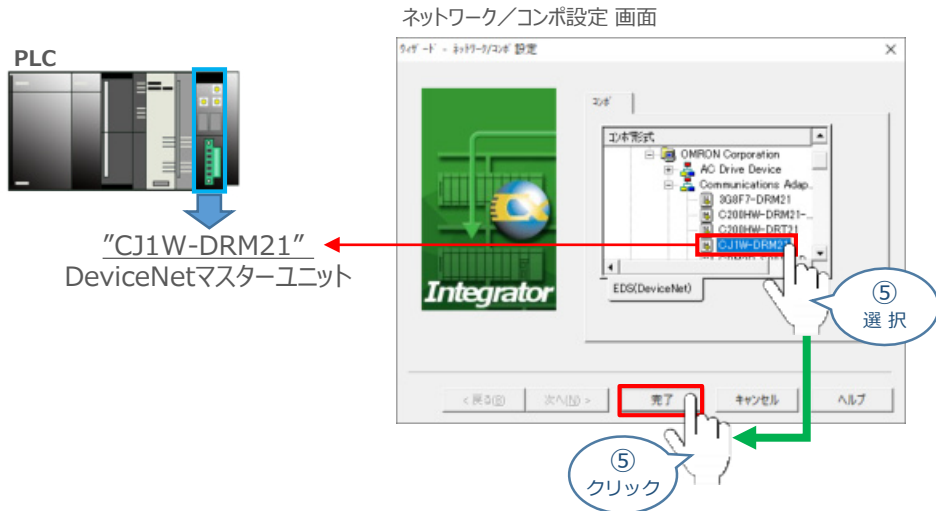 ネットワーク／コンポ設定 画面
PLC
ｳｨｻﾞｰﾄﾞ - ﾈｯﾄﾜｰｸ/ｺﾝﾎﾟ 設定
ｺﾝﾎﾟ
ｺﾝﾎﾟ形式
OMRON Corporation
AC Drive Device
Communications Adap.
3G8F7-DRM21
C200HW-DRM21-..
C200HW-DRT21
CJ1W-DRM21
EDS(DeviceNet)
Integrator
"CJ1W-DRM21"
DeviceNetマスターユニット
⑤
選 択
< 戻る(B)
次へ(N) >
完了
キャンセル
ヘルプ
⑤
クリック